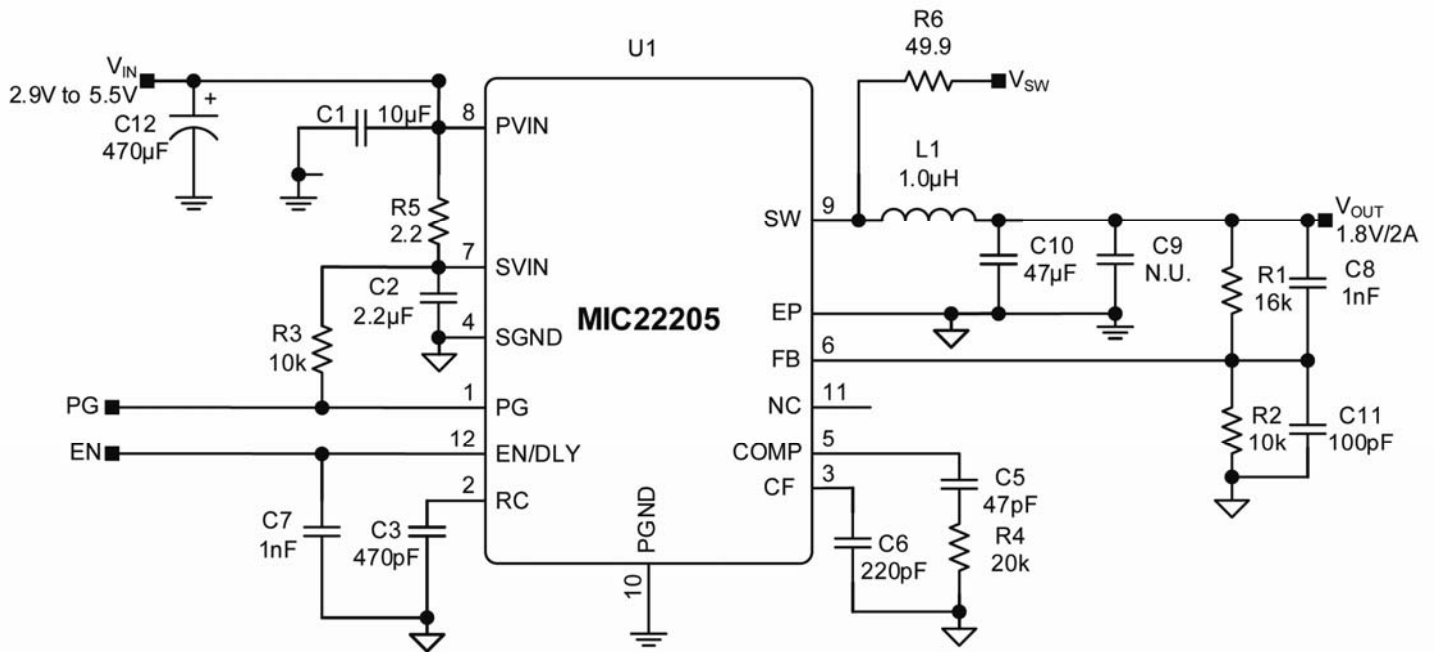 U1
R6
49.9
VIN
2.9V to 5.5V
VSW
C12
470µF
+
C1
10µF
8
PVIN
L1
1.0µH
R5
2.2
SW
9
VOUT
1.8V/2A
7
SVIN
C2
2.2µF
C10
47µF
C9
N.U.
R1
16k
C8
1nF
MIC22205
EP
4
SGND
R3
10k
FB
6
PG
1
PG
NC
11
R2
10k
C11
100pF
EN
12
EN/DLY
COMP
5
2
RC
CF
3
C5
47pF
C7
1nF
C3
470pF
PGND
10
C6
220pF
R4
20k